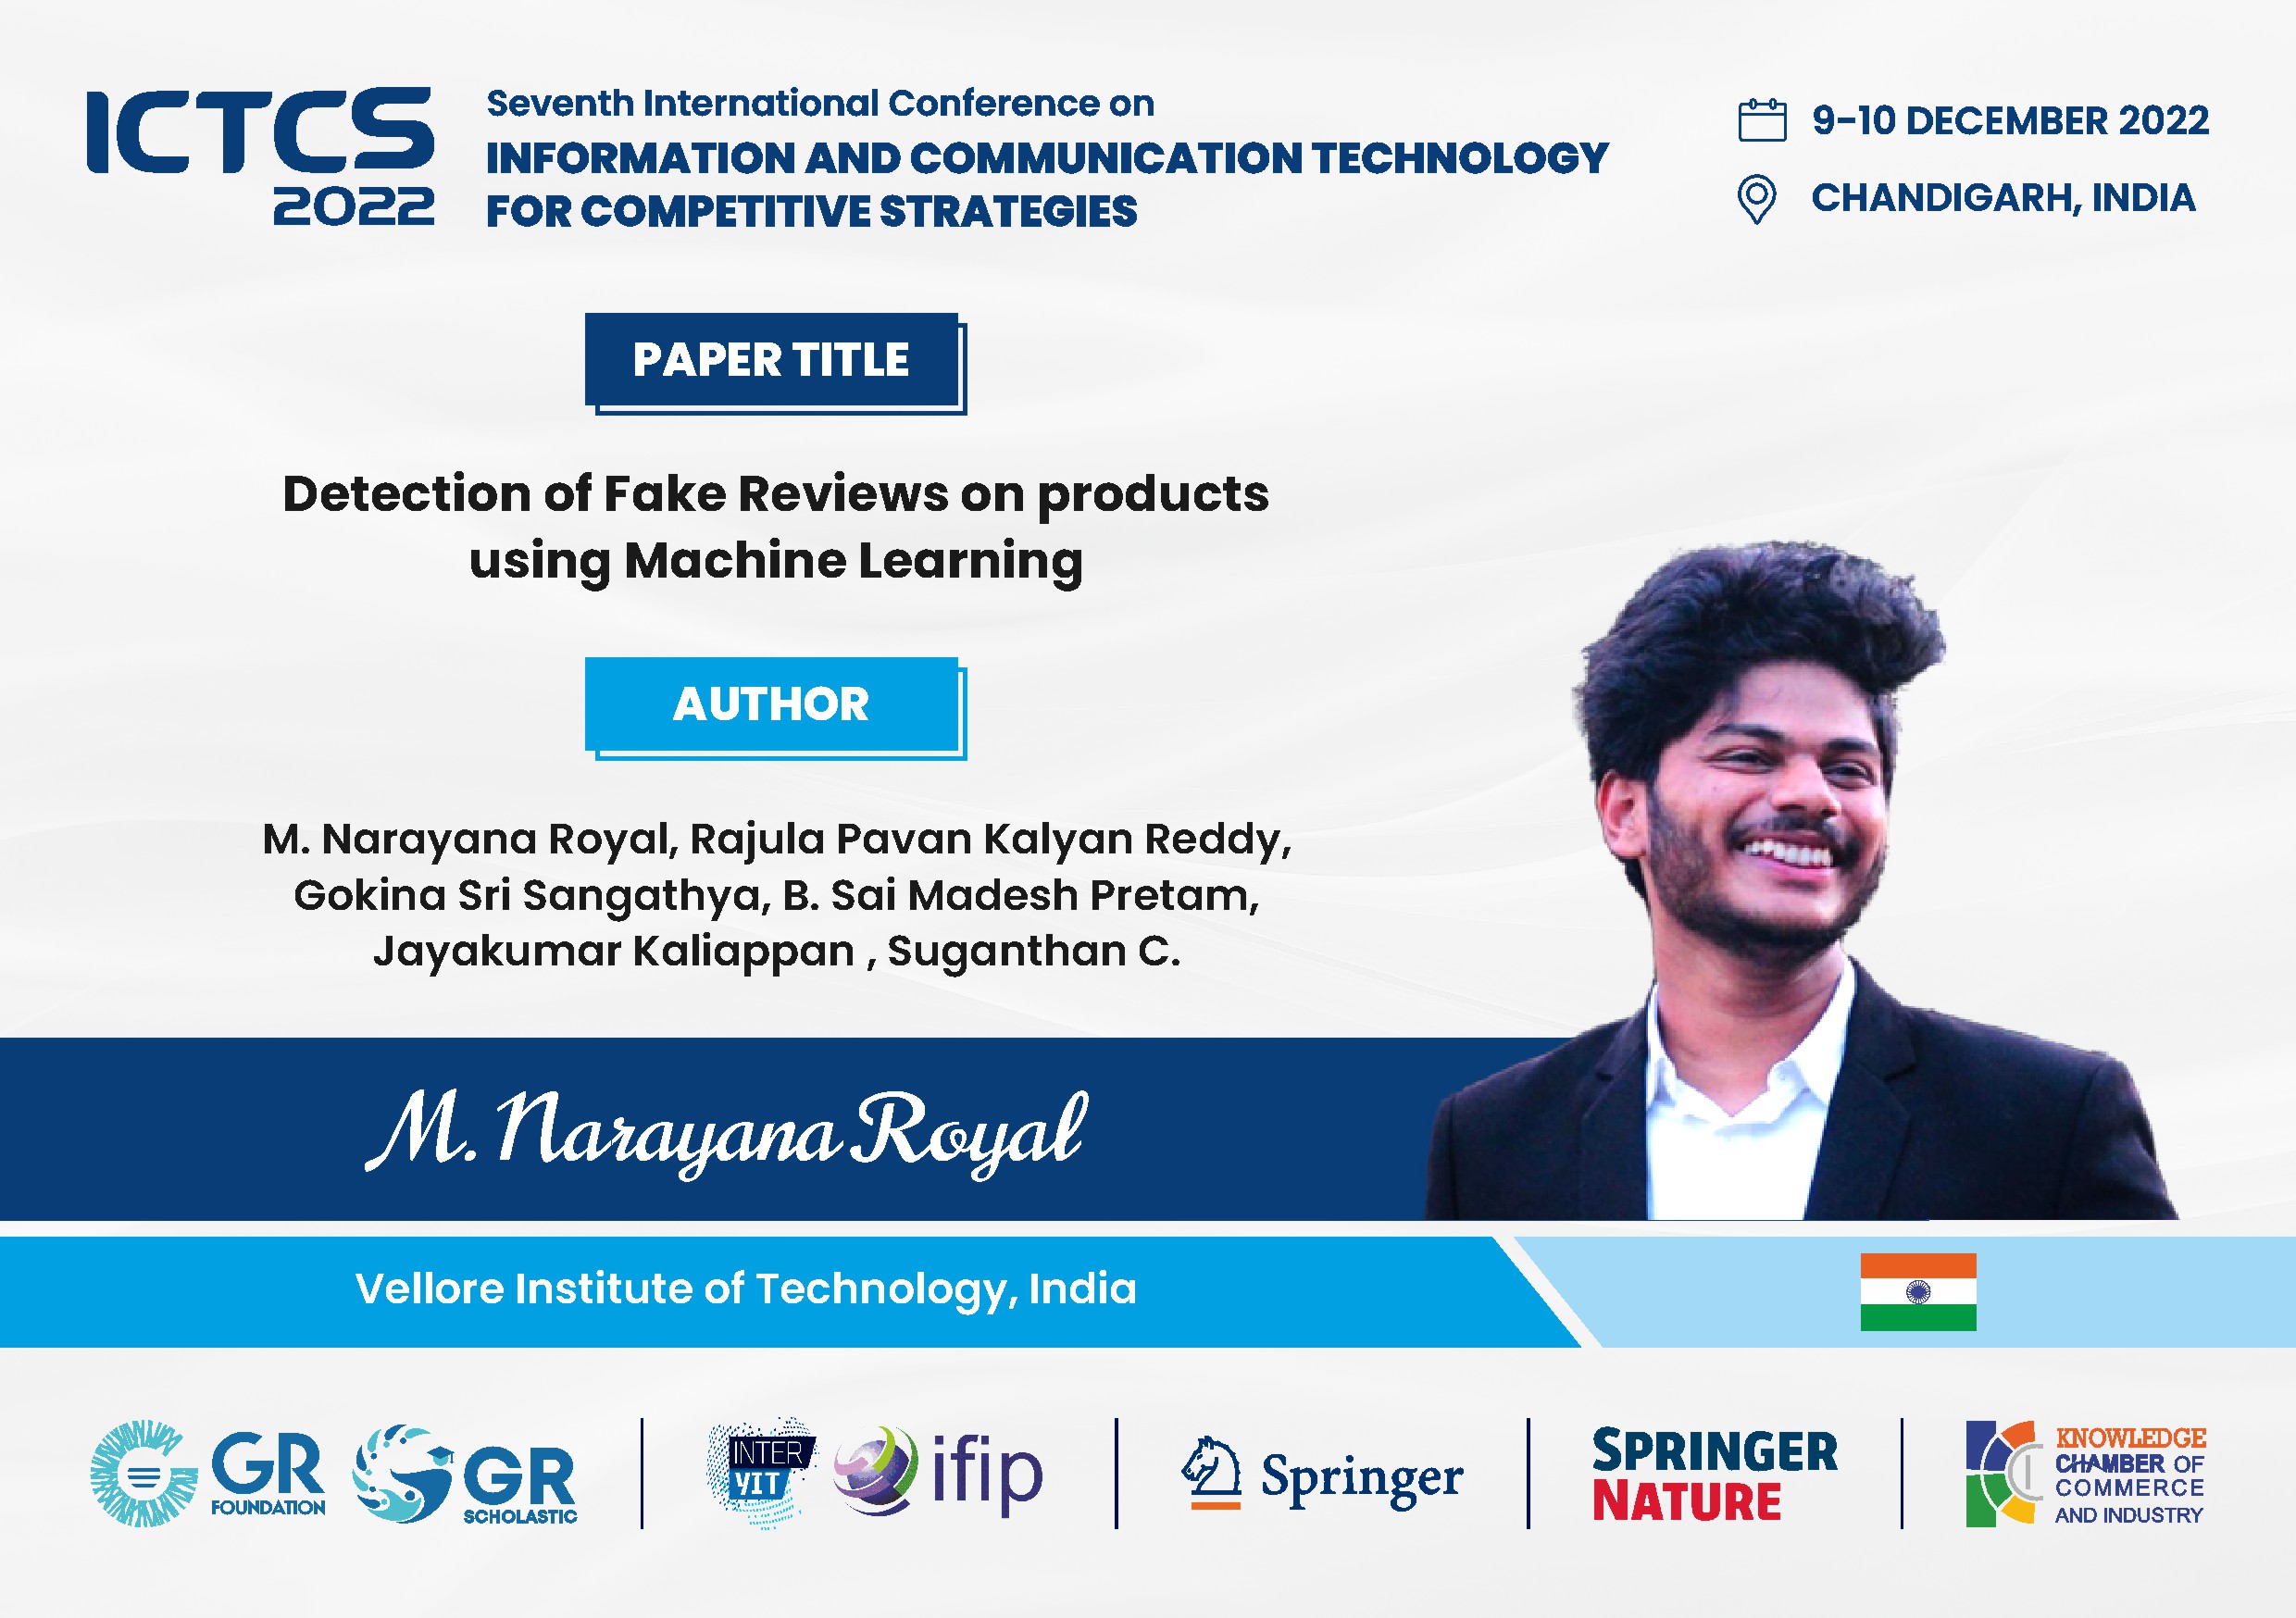 ICTCS
2022
Seventh International Conference on
INFORMATION AND COMMUNICATION TECHNOLOGY
FOR COMPETITIVE STRATEGIES
9-10 DECEMBER 2022
CHANDIGARH, INDIA
PAPER TITLE
Detection of Fake Reviews on products
using Machine Learning
AUTHOR
M. Narayana Royal, Rajula Pavan Kalyan Reddy,
Gokina Sri Sangathya, B. Sai Madesh Pretam,
Jayakumar Kaliappan , Suganthan C.
M. Narayana Royal
Vellore Institute of Technology, India
GR
FOUNDATION
GR
SCHOLASTIC
INTER
YIT
ifip
Springer
SPRINGER
NATURE
KNOWLEDGE
CHAMBER OF
COMMERCE
AND INDUSTRY